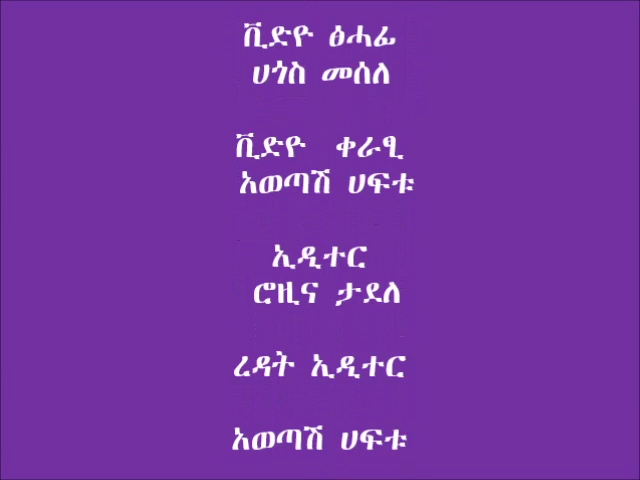 ቪድዮ ፅሓፊ
ሀጎስ መሰለ
ቪድዮ ቀራፂ
አወጣሽ ሀፍቱ
ኢዲተር
ሮዚና ታደለ
ረዳት ኢዲተር
አወጣሽ ሀፍቱ